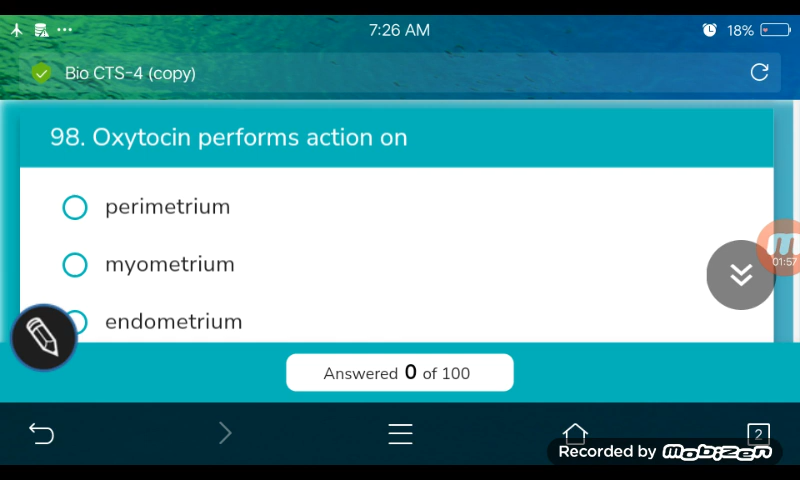 7:26 AM
18%
Bio CTS-4 (copy)
98. Oxytocin performs action on
perimetrium
myometrium
01:57
endometrium
Answered 0 of 100
2
Recorded by mobizen